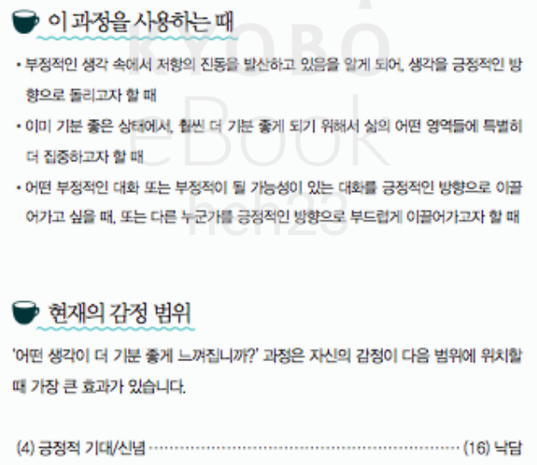 KYOBO
eBook
hch23
이 과정을 사용하는 때
• 부정적인 생각 속에서 저항의 진동을 발산하고 있음을 알게 되어, 생각을 긍정적인 방
향으로 돌리고자 할 때
• 이미 기분 좋은 상태에서, 훨씬 더 기분 좋게 되기 위해서 삶의 어떤 영역들에 특별히
더 집중하고자 할 때
• 어떤 부정적인 대화 또는 부정적이 될 가능성이 있는 대화를 긍정적인 방향으로 이끌
어가고 싶을 때, 또는 다른 누군가를 긍정적인 방향으로 부드럽게 이끌어가고자 할 때
현재의 감정 범위
'어떤 생각이 더 기분 좋게 느껴집니까?' 과정은 자신의 감정이 다음 범위에 위치할
때 가장 큰 효과가 있습니다.
(4) 긍정적 기대/신념 ···································· (16) 낙담